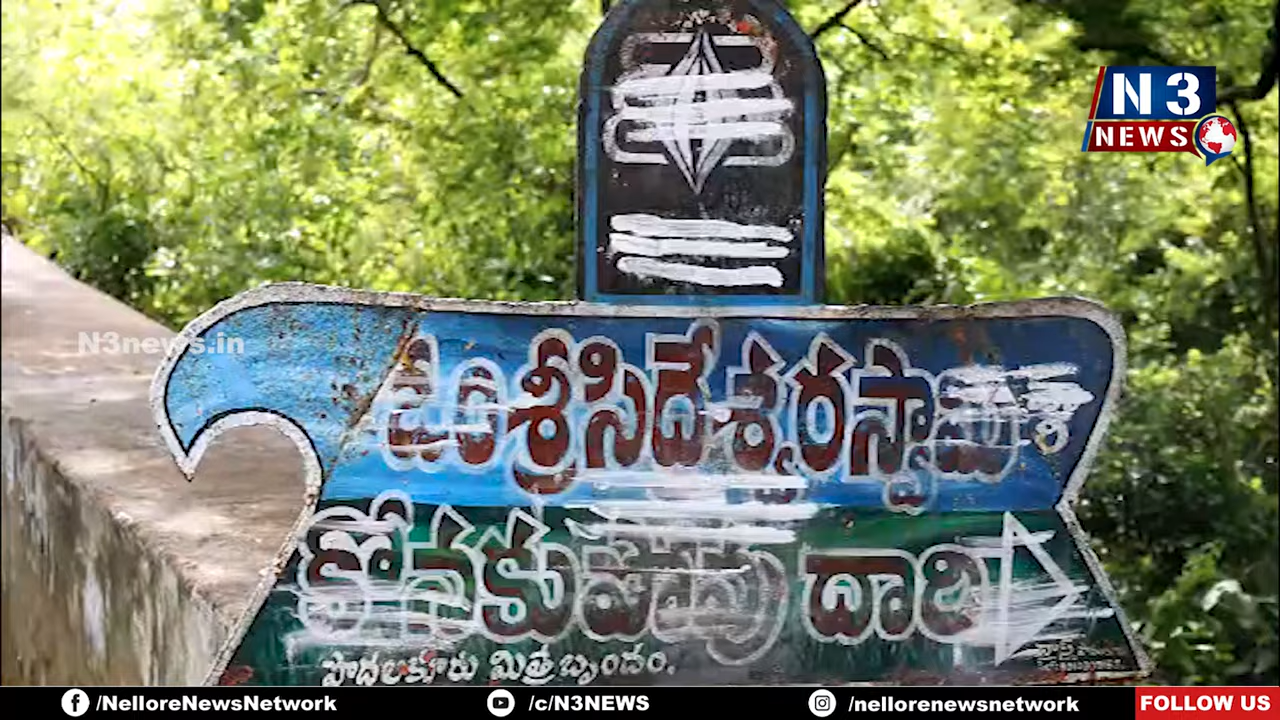 N3
NEWS
N3news.in
ఓం శ్రీ సిద్దేశ్వరస్వామి
కోనకు పోవు దారి
పొదలకూరు మిత్ర బృందం.
/NelloreNewsNetwork
/c/N3NEWS
/nellorenewsnetwork
FOLLOW US